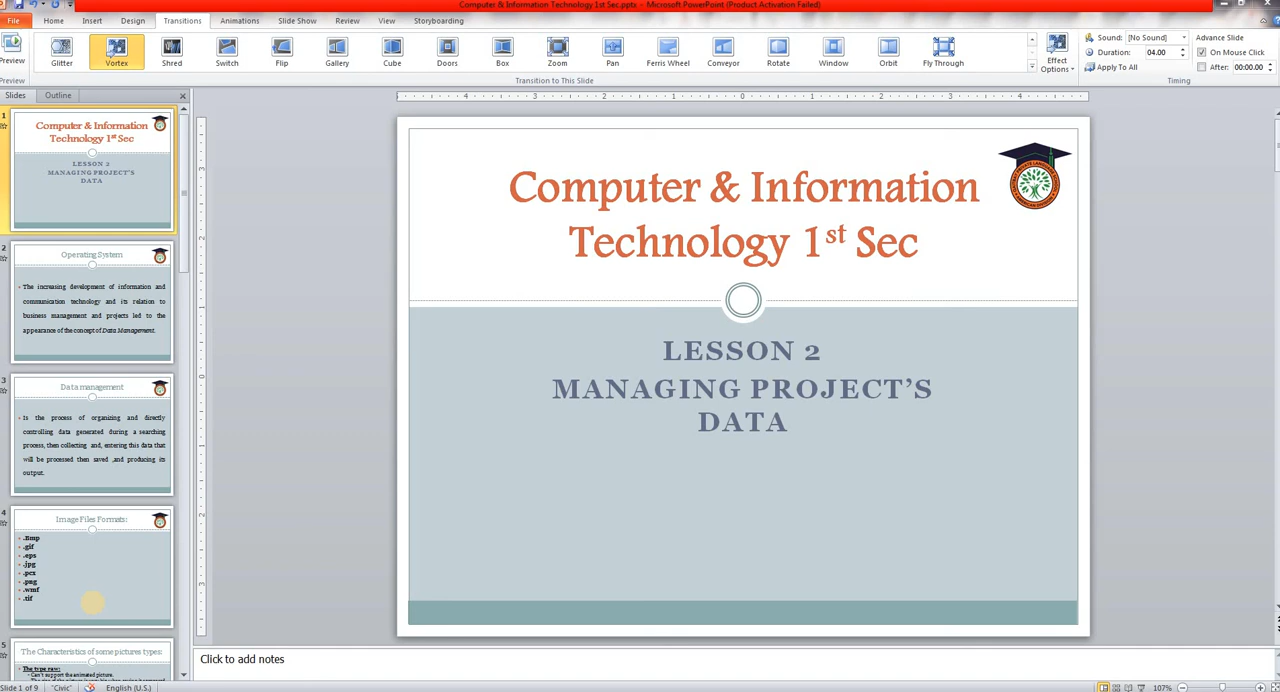 Computer & Information Technology 1st Sec.pptx - Microsoft PowerPoint (Product Activation Failed)
File Home Insert Design Transitions Animations Slide Show Review View Storyboarding
Preview Glitter Vortex Shred Switch Flip Gallery Cube Doors Box Zoom Pan Ferris Wheel Conveyor Rotate Window Orbit Fly Through Effect Options
Sound: [No Sound] Advance Slide
Duration: 04.00 On Mouse Click
Apply To All After: 00:00.00
Preview Transition to This Slide Timing
Slides Outline
1
Computer & Information
Technology 1st Sec
LESSON 2
MANAGING PROJECT'S
DATA
2
Operating System
The increasing development of information and
communication technology and its relation to
business management and projects led to the
appearance of the concept of Data Management.
3
Data management
Is the process of organizing and directly
controlling data generated during a searching
process, then collecting and, entering this data that
will be processed then saved ,and producing its
output.
4
Image Files Formats:
.Bmp
.gif
.eps
.jpg
.pcx
.png
.wmf
.tif
5
The Characteristics of some pictures types:
The type raw:
Can't support the animated picture.
Computer & Information
Technology 1st Sec
LESSON 2
MANAGING PROJECT’S
DATA
Click to add notes
Slide 1 of 9 "Civic" English (U.S.) 107%